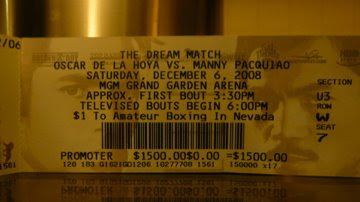 THE DREAM MATCH
OSCAR DE LA HOYA VS. MANNY PACQUIAO
SATURDAY, DECEMBER 6, 2008
MGM GRAND GARDEN ARENA
APPROX. FIRST BOUT 3:30PM
TELEVISED BOUTS BEGIN 6:00PM
$1 To Amateur Boxing In Nevada
SECTION
U3
ROW
W
SEAT
7
PROMOTER $1500.00$0.00 =$1500.00